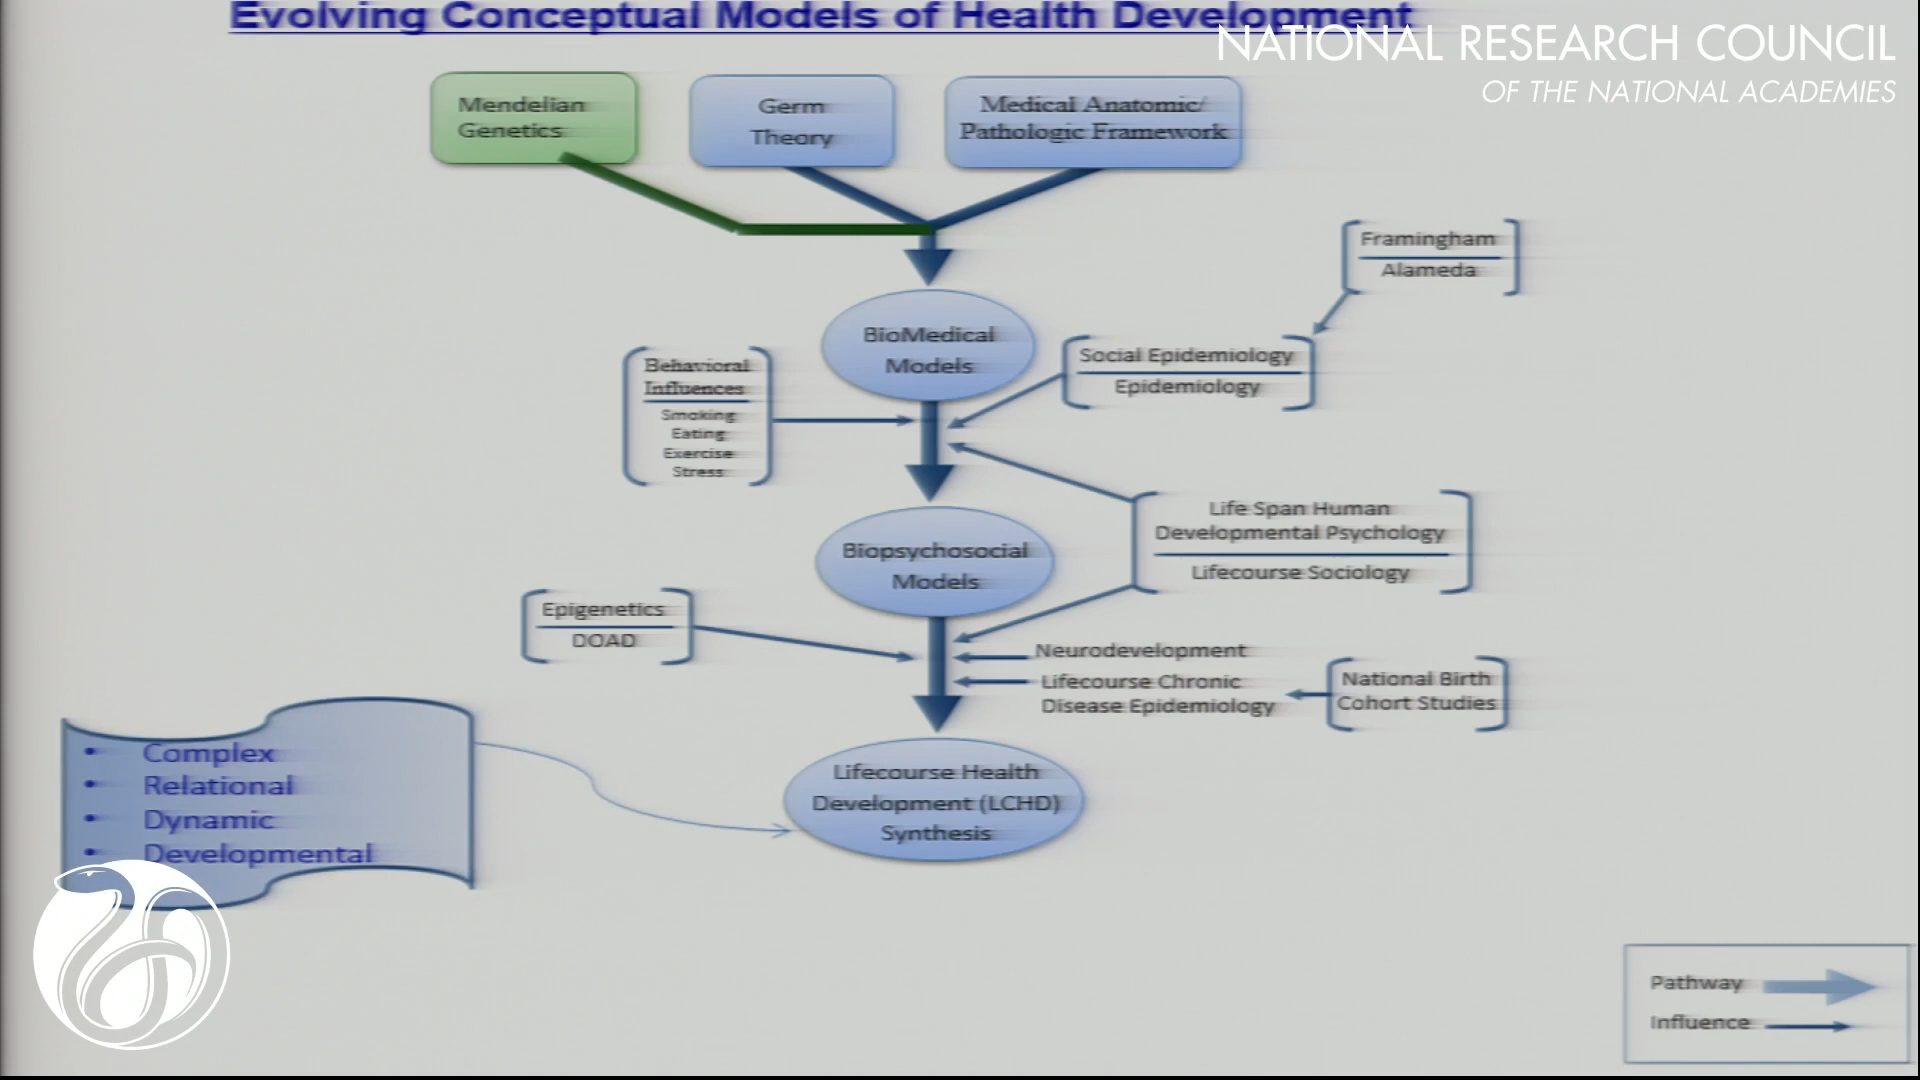 Evolving Conceptual Models of Health Development
NATIONAL RESEARCH COUNCIL
OF THE NATIONAL ACADEMIES
Mendelian
Genetics
Germ
Theory
Medical Anatomic/
Pathologic Framework
Framingham
Alameda
BioMedical
Models
Social Epidemiology
Epidemiology
Behavioral
Influences
Smoking
Eating
Exercise
Stress
Life Span Human
Developmental Psychology
Lifecourse Sociology
Biopsychosocial
Models
Epigenetics
DOAD
Neurodevelopment
Lifecourse Chronic
Disease Epidemiology
National Birth
Cohort Studies
• Complex
• Relational
• Dynamic
• Developmental
Lifecourse Health
Development (LCHD)
Synthesis
Pathway
Influence